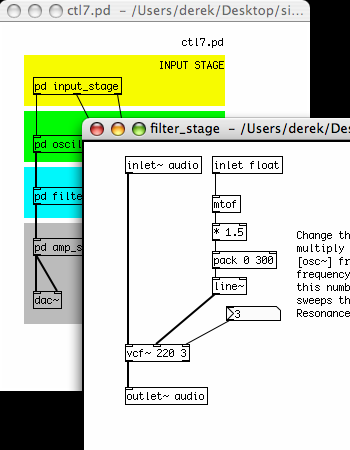 ctl7.pd - /Users/derek/Desktop/si...
ctl7.pd
INPUT STAGE
pd input_stage
pd oscil
pd filte
pd amp_s
dac~
filter_stage - /Users/derek/Des
inlet~ audio
inlet float
mtof
* 1.5
pack 0 300
line~
3
vcf~ 220 3
outlet~ audio
Change th
multiply
[osc~] fr
frequency
this numb
sweeps th
Resonance